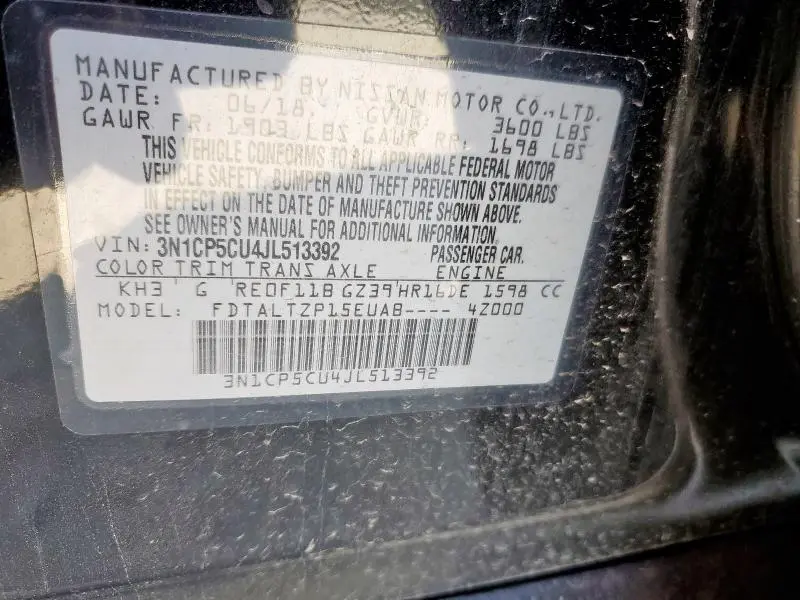 MANUFACTURED BY NISSAN MOTOR CO.,LTD.
DATE: 06/18 GVWR: 3600 LBS
GAWR FR: 1903 LBS GAWR RR: 1698 LBS
THIS VEHICLE CONFORMS TO ALL APPLICABLE FEDERAL MOTOR
VEHICLE SAFETY, BUMPER AND THEFT PREVENTION STANDARDS
IN EFFECT ON THE DATE OF MANUFACTURE SHOWN ABOVE.
SEE OWNER'S MANUAL FOR ADDITIONAL INFORMATION.
VIN: 3N1CP5CU4JL513392 PASSENGER CAR.
COLOR TRIM TRANS AXLE ENGINE
KH3 G RE0F11B GZ39 HR16DE 1598 CC
MODEL: FDTALTZP15EUAB---- 4Z000
3N1CP5CU4JL513392